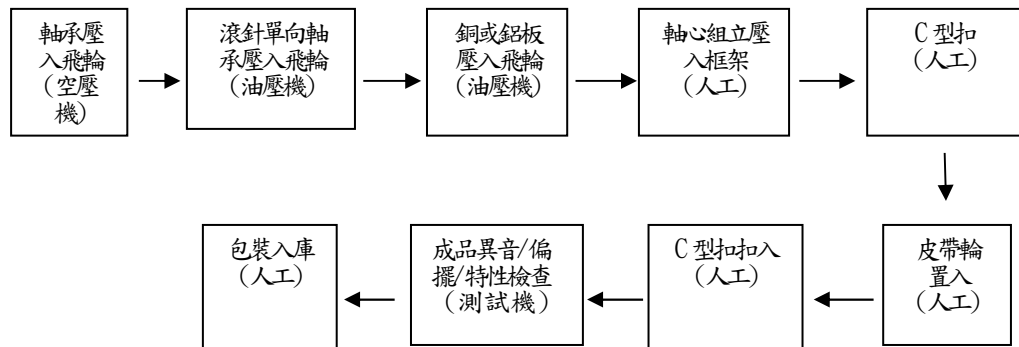 軸承壓
入飛輪
(空壓
機)
滾針單向軸
承壓入飛輪
(油壓機)
銅或鋁板
壓入飛輪
(油壓機)
軸心組立壓
入框架
(人工)
C型扣
(人工)
皮帶輪
置入
(人工)
C型扣扣入
(人工)
成品異音/偏
擺/特性檢查
(測試機)
包裝入庫
(人工)